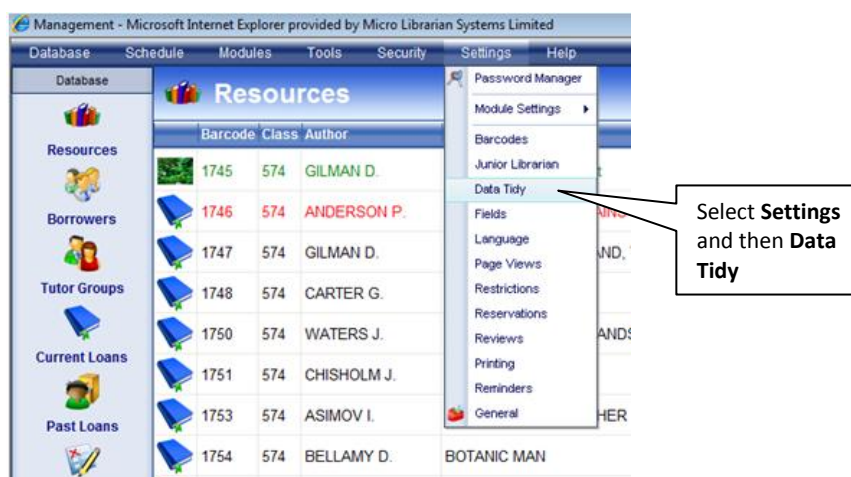 Management - Microsoft Internet Explorer provided by Micro Librarian Systems Limited
Database Schedule Modules Tools Security Settings Help
Database
Resources
Borrowers
Tutor Groups
Current Loans
Past Loans
Resources
Barcode Class Author
1745 574 GILMAN D.
1746 574 ANDERSON P.
1747 574 GILMAN D.
1748 574 CARTER G.
1750 574 WATERS J.
1751 574 CHISHOLM J.
1753 574 ASIMOV I.
1754 574 BELLAMY D. BOTANIC MAN
Password Manager
Module Settings
Barcodes
Junior Librarian
Data Tidy
Fields
Language
Page Views
Restrictions
Reservations
Reviews
Printing
Reminders
General
Select Settings
and then Data
Tidy